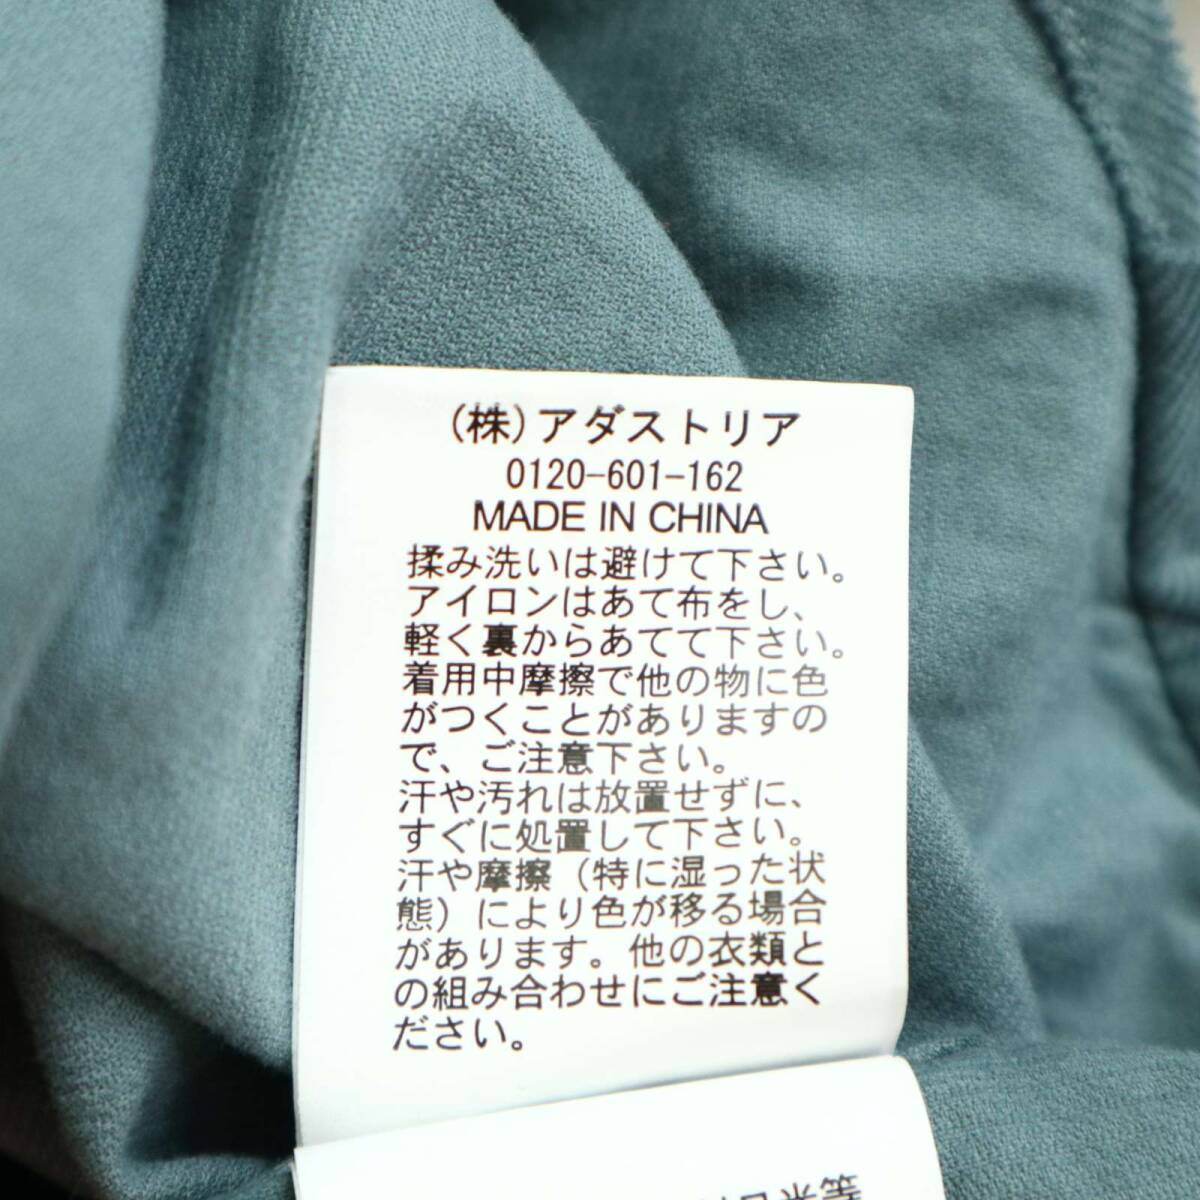 (株)アダストリア
0120-601-162
MADE IN CHINA
揉み洗いは避けて下さい。
アイロンはあて布をし、
軽く裏からあてて下さい。
着用中摩擦で他の物に色
がつくことがありますの
で、ご注意下さい。
汗や汚れは放置せずに、
すぐに処置して下さい。
汗や摩擦（特に湿った状
態）により色が移る場合
があります。他の衣類と
の組み合わせにご注意く
ださい。
光等